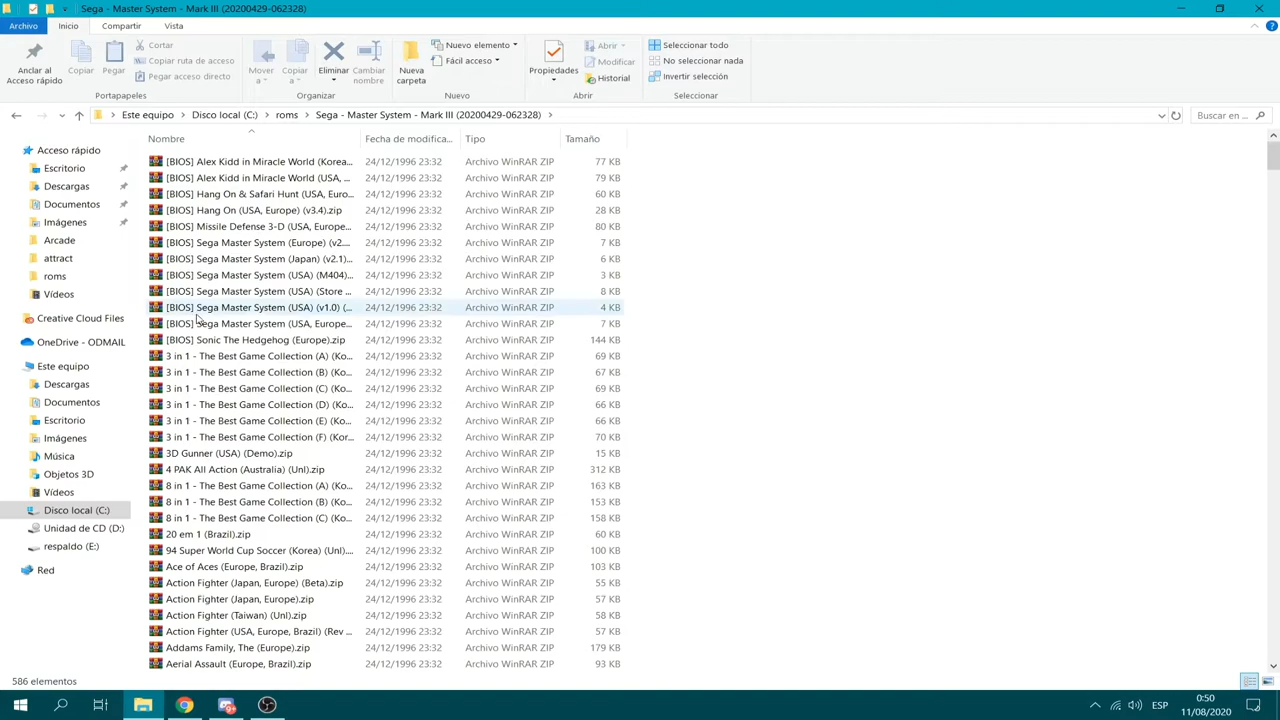 Sega - Master System - Mark III (20200429-062328)
Archivo
Inicio
Compartir
Vista
Anclar al Acceso rápido
Copiar
Pegar
Cortar
Copiar ruta de acceso
Pegar acceso directo
Portapapeles
Mover a
Copiar a
Eliminar
Cambiar nombre
Organizar
Nueva carpeta
Nuevo elemento
Fácil acceso
Nuevo
Propiedades
Abrir
Modificar
Historial
Abrir
Seleccionar todo
No seleccionar nada
Invertir selección
Seleccionar
Este equipo > Disco local (C:) > roms > Sega - Master System - Mark III (20200429-062328) >
Buscar en ...
Nombre Fecha de modifica... Tipo Tamaño
Acceso rápido
Escritorio
Descargas
Documentos
Imágenes
Arcade
attract
roms
Vídeos
Creative Cloud Files
OneDrive - ODMAIL
Este equipo
Descargas
Documentos
Escritorio
Imágenes
Música
Objetos 3D
Vídeos
Disco local (C:)
Unidad de CD (D:)
respaldo (E:)
Red
[BIOS] Alex Kidd in Miracle World (Korea... 24/12/1996 23:32 Archivo WinRAR ZIP 77 KB
[BIOS] Alex Kidd in Miracle World (USA, ... 24/12/1996 23:32 Archivo WinRAR ZIP 79 KB
[BIOS] Hang On & Safari Hunt (USA, Euro... 24/12/1996 23:32 Archivo WinRAR ZIP 60 KB
[BIOS] Hang On (USA, Europe) (v3.4).zip 24/12/1996 23:32 Archivo WinRAR ZIP 28 KB
[BIOS] Missile Defense 3-D (USA, Europe... 24/12/1996 23:32 Archivo WinRAR ZIP 80 KB
[BIOS] Sega Master System (Europe) (v2.... 24/12/1996 23:32 Archivo WinRAR ZIP 7 KB
[BIOS] Sega Master System (Japan) (v2.1)... 24/12/1996 23:32 Archivo WinRAR ZIP 6 KB
[BIOS] Sega Master System (USA) (M404)... 24/12/1996 23:32 Archivo WinRAR ZIP 3 KB
[BIOS] Sega Master System (USA) (Store ... 24/12/1996 23:32 Archivo WinRAR ZIP 8 KB
[BIOS] Sega Master System (USA) (v1.0) (... 24/12/1996 23:32 Archivo WinRAR ZIP 4 KB
[BIOS] Sega Master System (USA, Europe... 24/12/1996 23:32 Archivo WinRAR ZIP 7 KB
[BIOS] Sonic The Hedgehog (Europe).zip 24/12/1996 23:32 Archivo WinRAR ZIP 144 KB
3 in 1 - The Best Game Collection (A) (Ko... 24/12/1996 23:32 Archivo WinRAR ZIP 69 KB
3 in 1 - The Best Game Collection (B) (Ko... 24/12/1996 23:32 Archivo WinRAR ZIP 67 KB
3 in 1 - The Best Game Collection (C) (Ko... 24/12/1996 23:32 Archivo WinRAR ZIP 69 KB
3 in 1 - The Best Game Collection (D) (Ko... 24/12/1996 23:32 Archivo WinRAR ZIP 66 KB
3 in 1 - The Best Game Collection (E) (Ko... 24/12/1996 23:32 Archivo WinRAR ZIP 66 KB
3 in 1 - The Best Game Collection (F) (Kor... 24/12/1996 23:32 Archivo WinRAR ZIP 70 KB
3D Gunner (USA) (Demo).zip 24/12/1996 23:32 Archivo WinRAR ZIP 15 KB
4 PAK All Action (Australia) (Unl).zip 24/12/1996 23:32 Archivo WinRAR ZIP 312 KB
8 in 1 - The Best Game Collection (A) (Ko... 24/12/1996 23:32 Archivo WinRAR ZIP 163 KB
8 in 1 - The Best Game Collection (B) (Ko... 24/12/1996 23:32 Archivo WinRAR ZIP 153 KB
8 in 1 - The Best Game Collection (C) (Ko... 24/12/1996 23:32 Archivo WinRAR ZIP 158 KB
20 em 1 (Brazil).zip 24/12/1996 23:32 Archivo WinRAR ZIP 60 KB
94 Super World Cup Soccer (Korea) (Unl).... 24/12/1996 23:32 Archivo WinRAR ZIP 100 KB
Ace of Aces (Europe, Brazil).zip 24/12/1996 23:32 Archivo WinRAR ZIP 103 KB
Action Fighter (Japan, Europe) (Beta).zip 24/12/1996 23:32 Archivo WinRAR ZIP 55 KB
Action Fighter (Japan, Europe).zip 24/12/1996 23:32 Archivo WinRAR ZIP 57 KB
Action Fighter (Taiwan) (Unl).zip 24/12/1996 23:32 Archivo WinRAR ZIP 58 KB
Action Fighter (USA, Europe, Brazil) (Rev ... 24/12/1996 23:32 Archivo WinRAR ZIP 57 KB
Addams Family, The (Europe).zip 24/12/1996 23:32 Archivo WinRAR ZIP 179 KB
Aerial Assault (Europe, Brazil).zip 24/12/1996 23:32 Archivo WinRAR ZIP 93 KB
586 elementos
ESP
0:50
11/08/2020